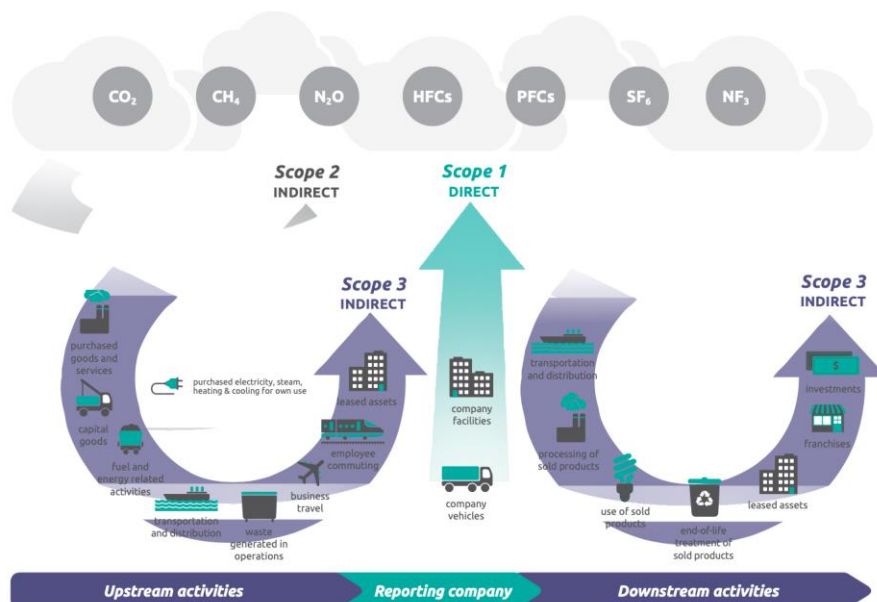 CO₂
CH₄
N₂O
HFCs
PFCs
SF₆
NF₃
Scope 2
INDIRECT
Scope 1
DIRECT
Scope 3
INDIRECT
Scope 3
INDIRECT
purchased
goods and
services
capital
goods
fuel and
energy related
activities
purchased electricity, steam,
heating & cooling for own use
transportation
and distribution
waste
generated in
operations
business
travel
employee
commuting
leased assets
company
facilities
company
vehicles
transportation
and distribution
processing of
sold products
use of sold
products
end-of-life
treatment of
sold products
leased assets
franchises
investments
$
Upstream activities
Reporting company
Downstream activities